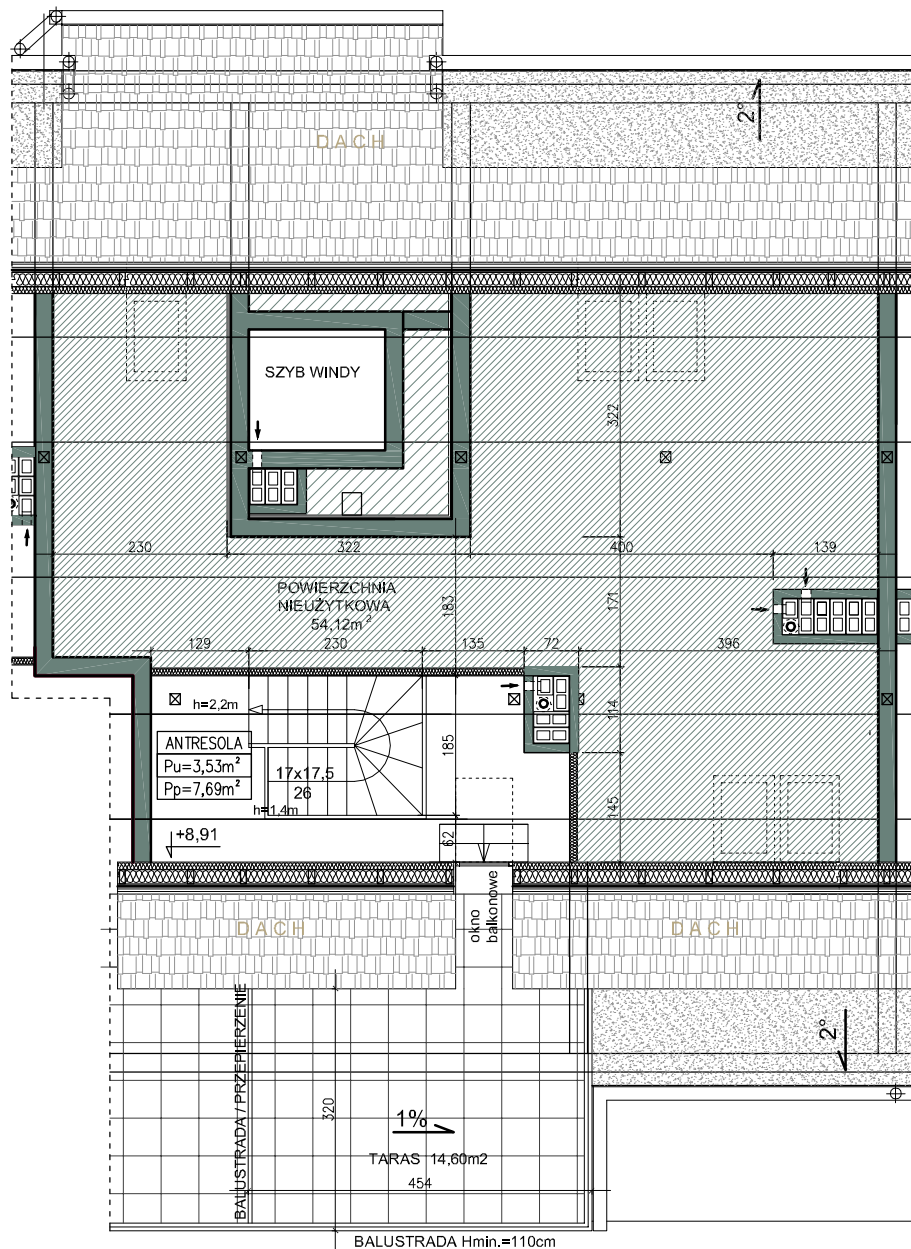 2°
DACH
SZYB WINDY
322
230
322
400
139
POWIERZCHNIA
NIEUŻYTKOWA
54,12m²
183
171
129
230
135
72
396
h=2,2m
114
ANTRESOLA
Pu=3,53m²
Pp=7,69m²
17x17,5
26
185
h=1,4m
145
+8,91
62
okno
balkonowe
DACH
DACH
BALUSTRADA / PRZEPIERZENIE
2°
320
1%
TARAS 14,60m2
454
BALUSTRADA Hmin.=110cm